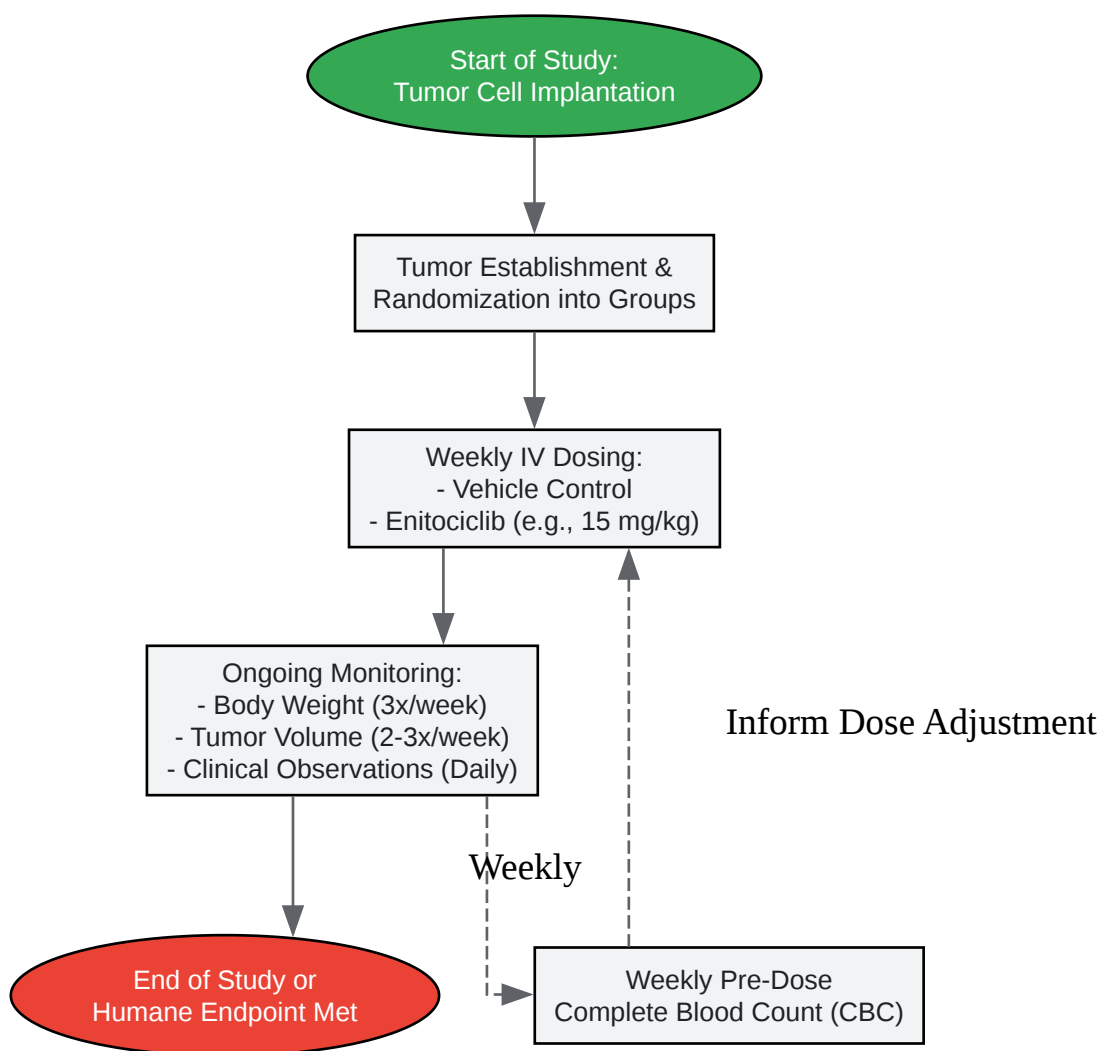 Start of Study:
Tumor Cell Implantation
Tumor Establishment &
Randomization into Groups
Weekly IV Dosing:
- Vehicle Control
- Enitociclib (e.g., 15 mg/kg)
Ongoing Monitoring:
- Body Weight (3x/week)
- Tumor Volume (2-3x/week)
- Clinical Observations (Daily)
Inform Dose Adjustment
Weekly
End of Study or
Humane Endpoint Met
Weekly Pre-Dose
Complete Blood Count (CBC)